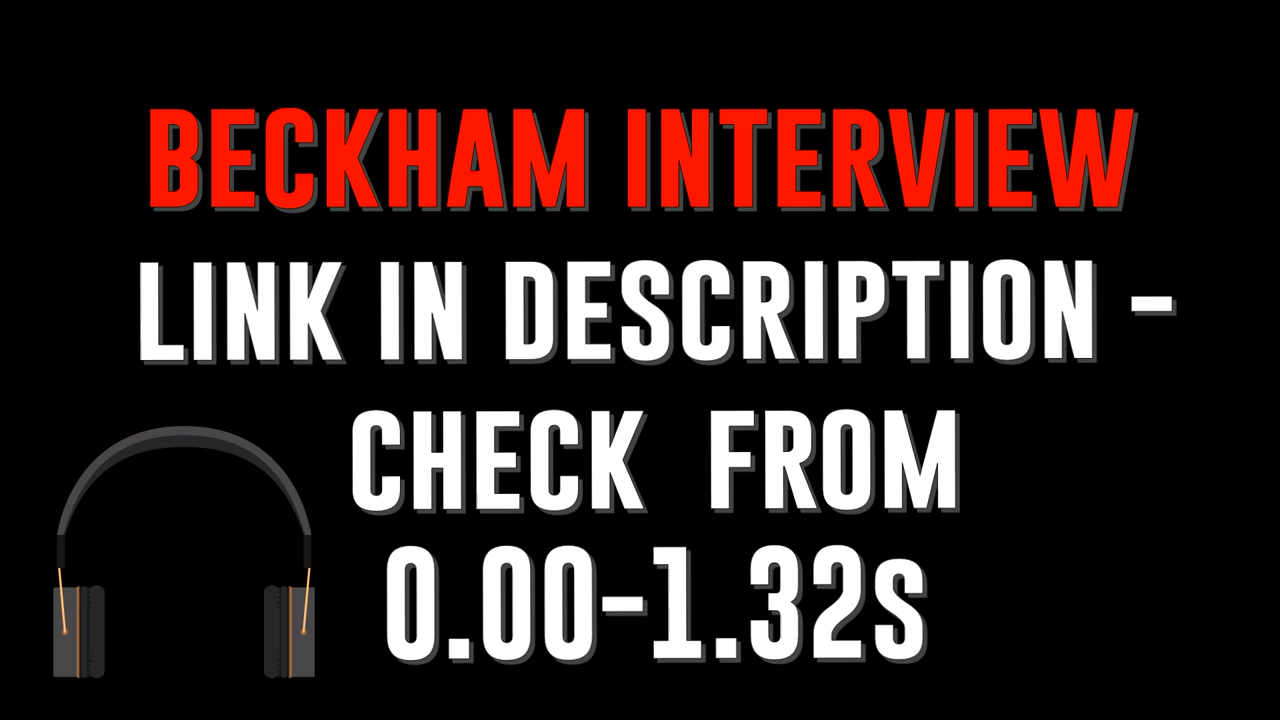 BECKHAM INTERVIEW
LINK IN DESCRIPTION -
CHECK FROM
0.00-1.32s